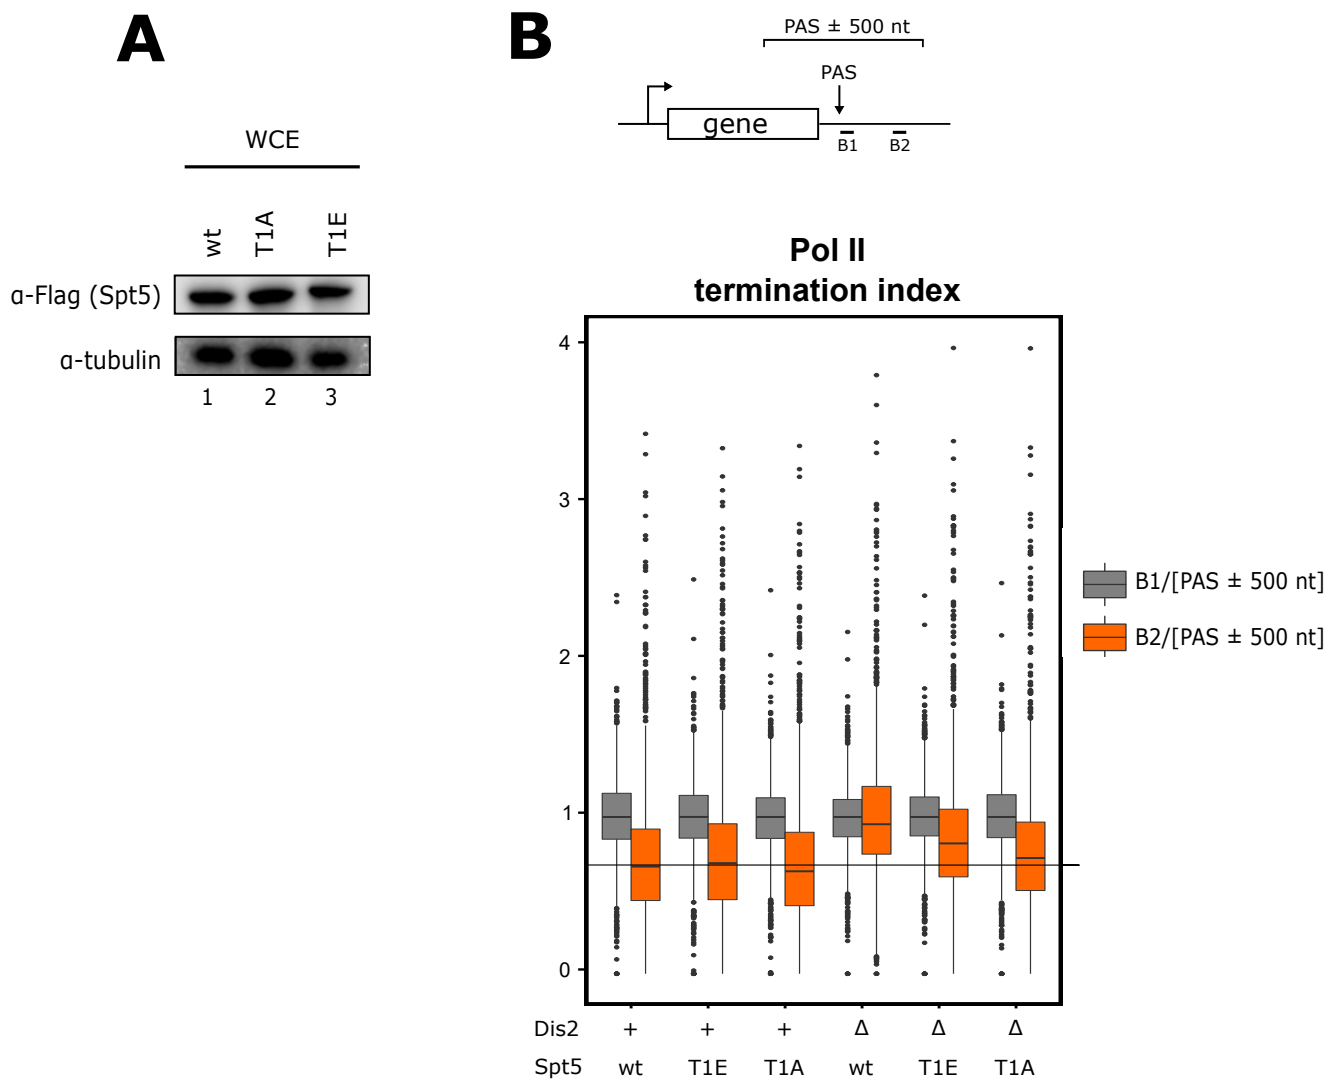 A
WCE
wt T1A T1E
α-Flag (Spt5)
α-tubulin
1 2 3
B
PAS ± 500 nt
PAS
gene
B1 B2
Pol II
termination index
4
3
2
1
0
B1/[PAS ± 500 nt]
B2/[PAS ± 500 nt]
Dis2 + + + Δ Δ Δ
Spt5 wt T1E T1A wt T1E T1A